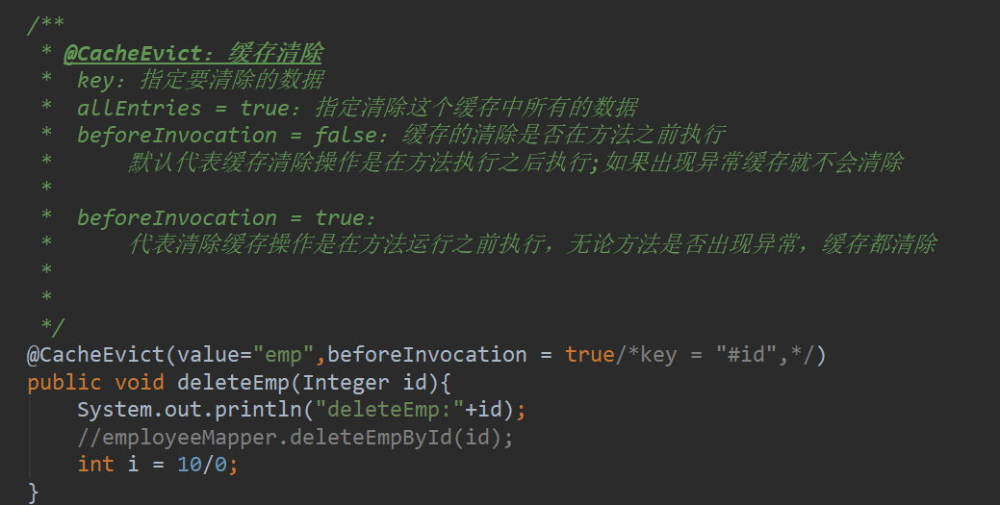 /**
* @CacheEvict：缓存清除
* key：指定要清除的数据
* allEntries = true：指定清除这个缓存中所有的数据
* beforeInvocation = false：缓存的清除是否在方法之前执行
* 默认代表缓存清除操作是在方法执行之后执行;如果出现异常缓存就不会清除
*
* beforeInvocation = true：
* 代表清除缓存操作是在方法运行之前执行，无论方法是否出现异常，缓存都清除
*
*
*/
@CacheEvict(value="emp",beforeInvocation = true/*key = "#id",*/)
public void deleteEmp(Integer id){
System.out.println("deleteEmp:"+id);
//employeeMapper.deleteEmpById(id);
int i = 10/0;
}